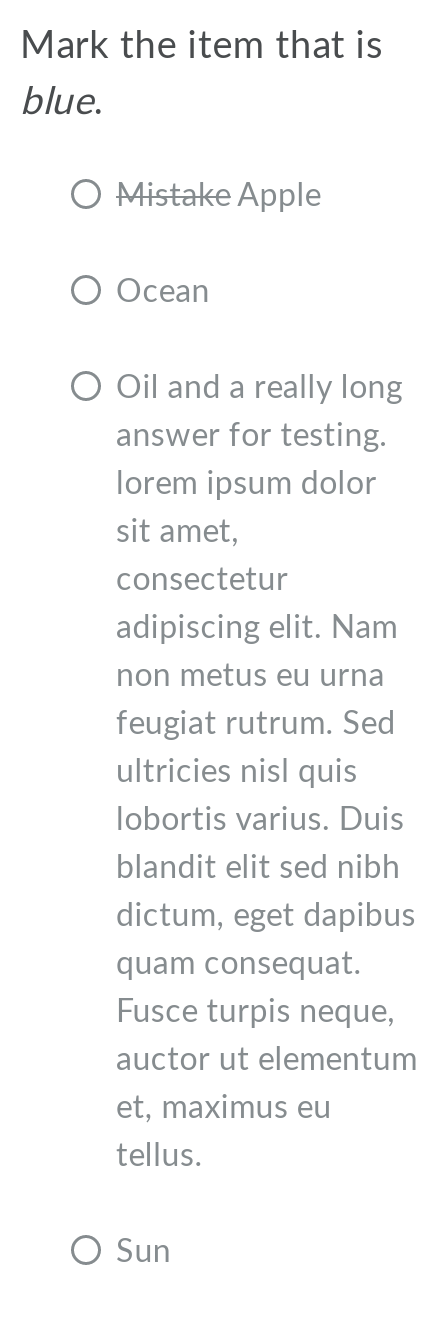 Mark the item that is
blue.
Mistake Apple
Ocean
Oil and a really long
answer for testing.
lorem ipsum dolor
sit amet,
consectetur
adipiscing elit. Nam
non metus eu urna
feugiat rutrum. Sed
ultricies nisl quis
lobortis varius. Duis
blandit elit sed nibh
dictum, eget dapibus
quam consequat.
Fusce turpis neque,
auctor ut elementum
et, maximus eu
tellus.
Sun